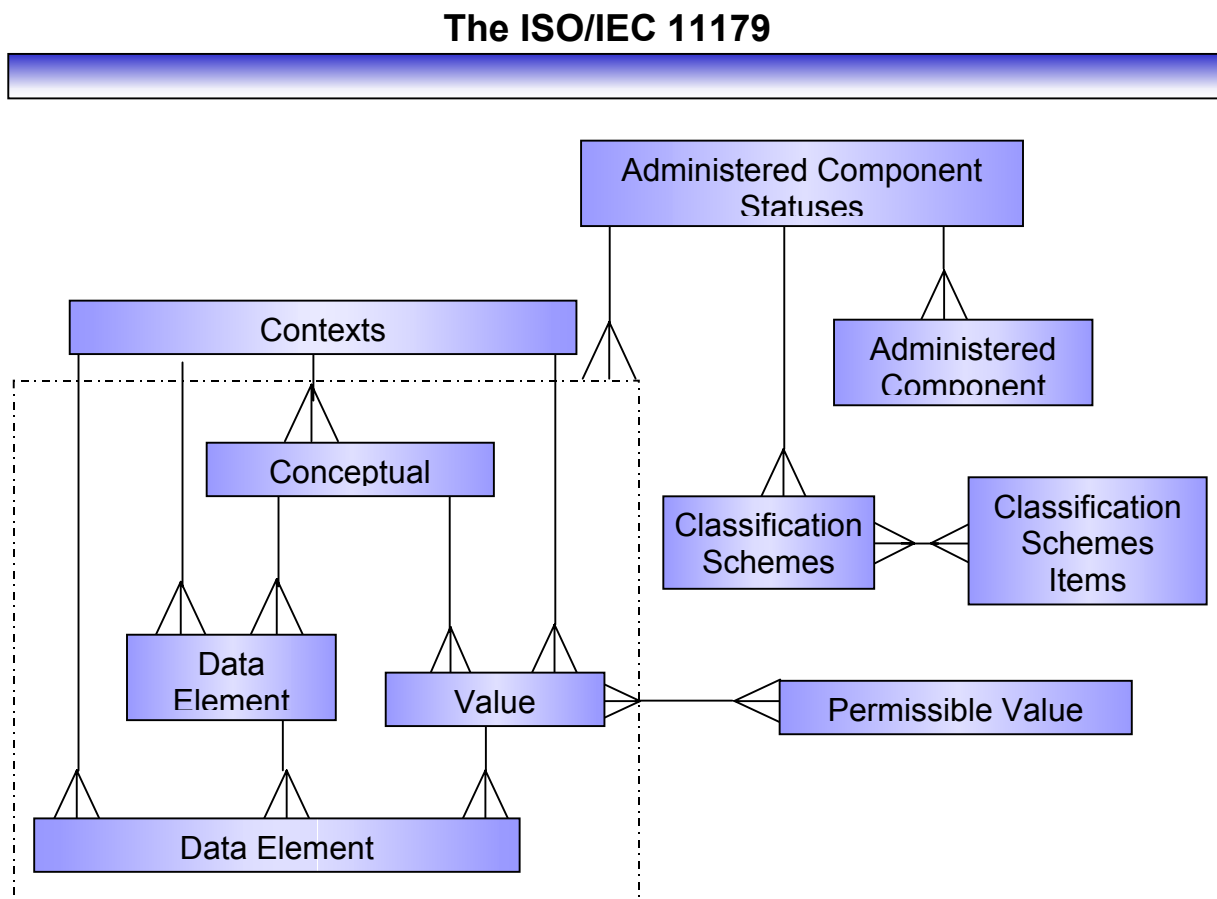 The ISO/IEC 11179
Administered Component
Statuses
Contexts
Administered
Component
Conceptual
Classification
Schemes
Classification
Schemes
Items
Data
Element
Value
Permissible Value
Data Element